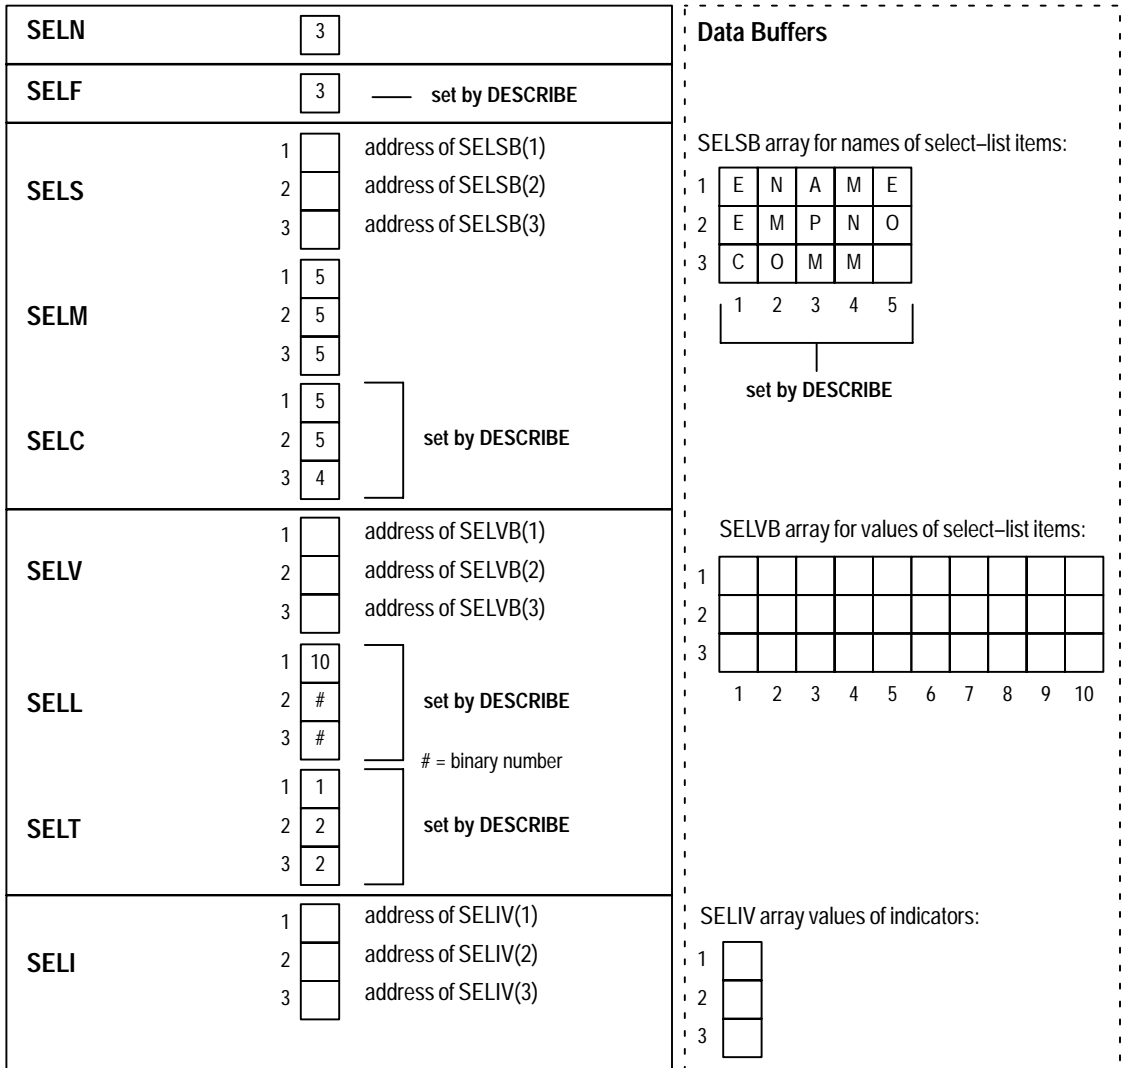 SELN 3
SELF 3 set by DESCRIBE
SELS
1 address of SELSB(1)
2 address of SELSB(2)
3 address of SELSB(3)
SELM
1 5
2 5
3 5
SELC
1 5
2 5
3 4
set by DESCRIBE
SELV
1 address of SELVB(1)
2 address of SELVB(2)
3 address of SELVB(3)
SELL
1 10
2 #
3 #
set by DESCRIBE
# = binary number
SELT
1 1
2 2
3 2
set by DESCRIBE
SELI
1 address of SELIV(1)
2 address of SELIV(2)
3 address of SELIV(3)
Data Buffers
SELSB array for names of select–list items:
1 E N A M E
2 E M P N O
3 C O M M
1 2 3 4 5
set by DESCRIBE
SELVB array for values of select–list items:
1
2
3
1 2 3 4 5 6 7 8 9 10
SELIV array values of indicators:
1
2
3